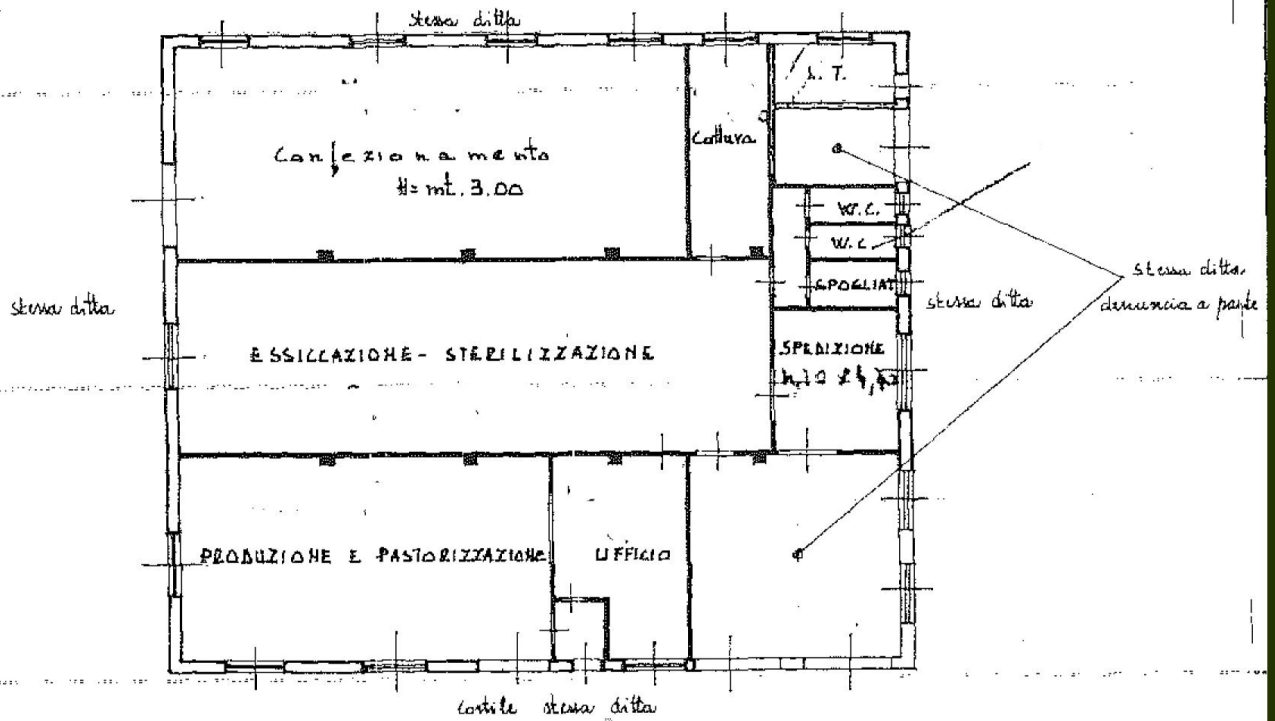 stessa ditta
C.T.
Cottura
Confezionamento
H= mt. 3.00
W.C.
W.C.
SPOGLIAT
stessa ditta
stessa ditta
stessa ditta
denuncia a parte
ESSICCAZIONE - STERILIZZAZIONE
SPEDIZIONE
PRODUZIONE E PASTORIZZAZIONE
UFFICIO
Cortile stessa ditta